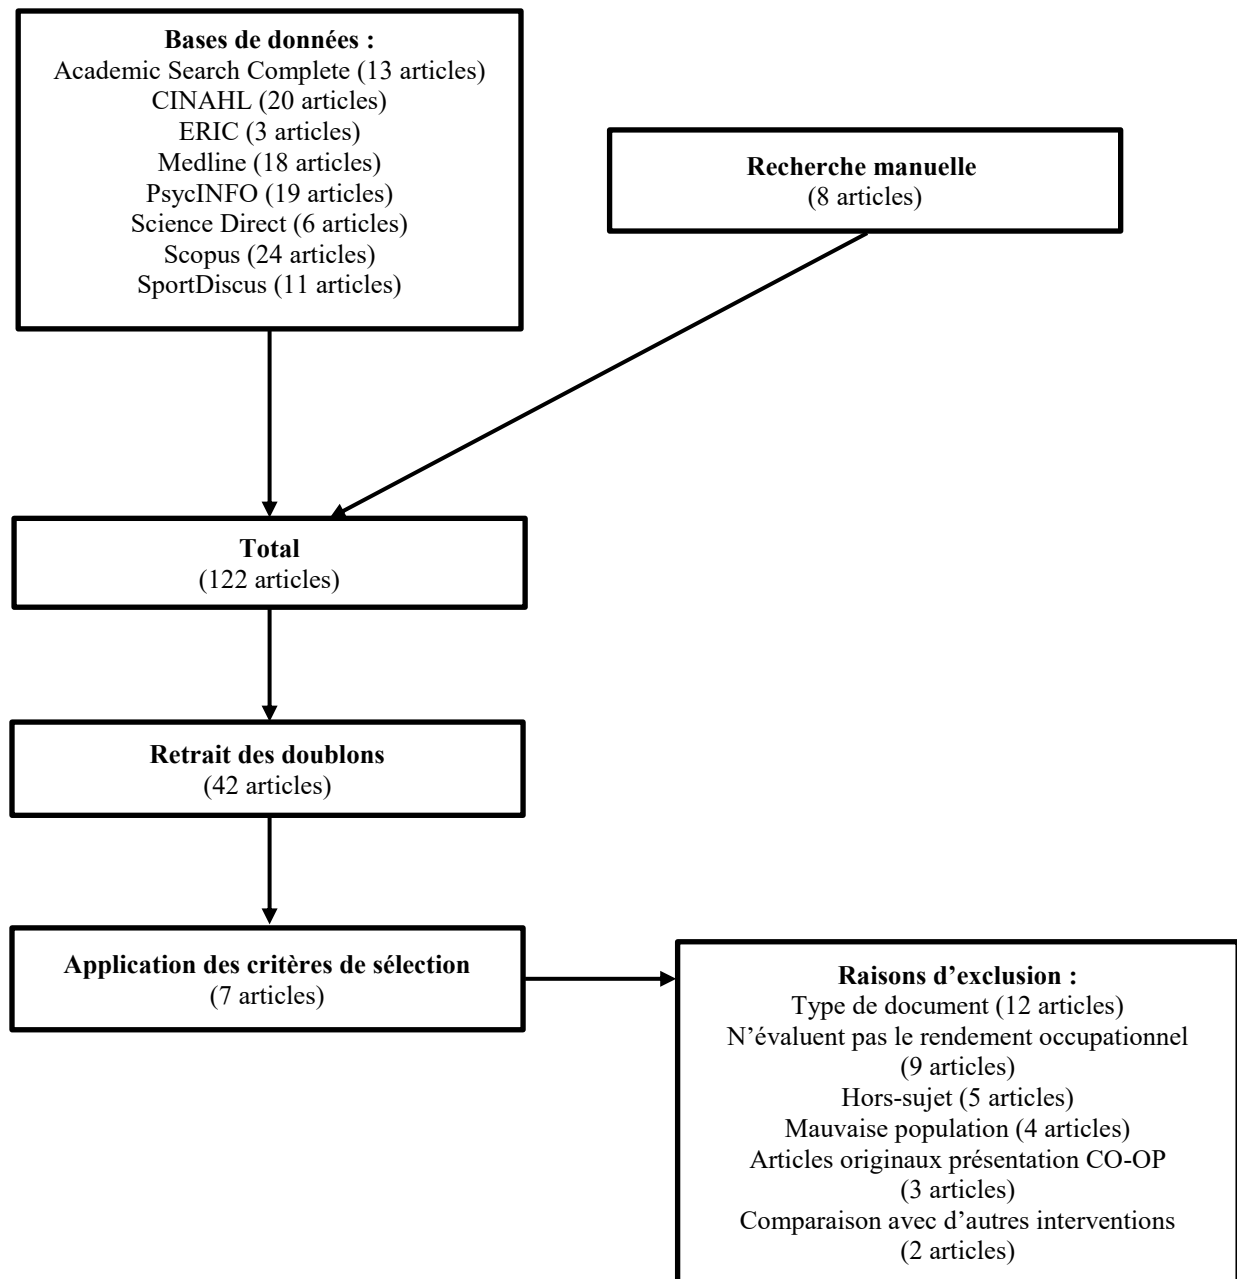 Bases de données :
Academic Search Complete (13 articles)
CINAHL (20 articles)
ERIC (3 articles)
Medline (18 articles)
PsycINFO (19 articles)
Science Direct (6 articles)
Scopus (24 articles)
SportDiscus (11 articles)
Recherche manuelle
(8 articles)
Total
(122 articles)
Retrait des doublons
(42 articles)
Application des critères de sélection
(7 articles)
Raisons d’exclusion :
Type de document (12 articles)
N’évaluent pas le rendement occupationnel
(9 articles)
Hors-sujet (5 articles)
Mauvaise population (4 articles)
Articles originaux présentation CO-OP
(3 articles)
Comparaison avec d’autres interventions
(2 articles)